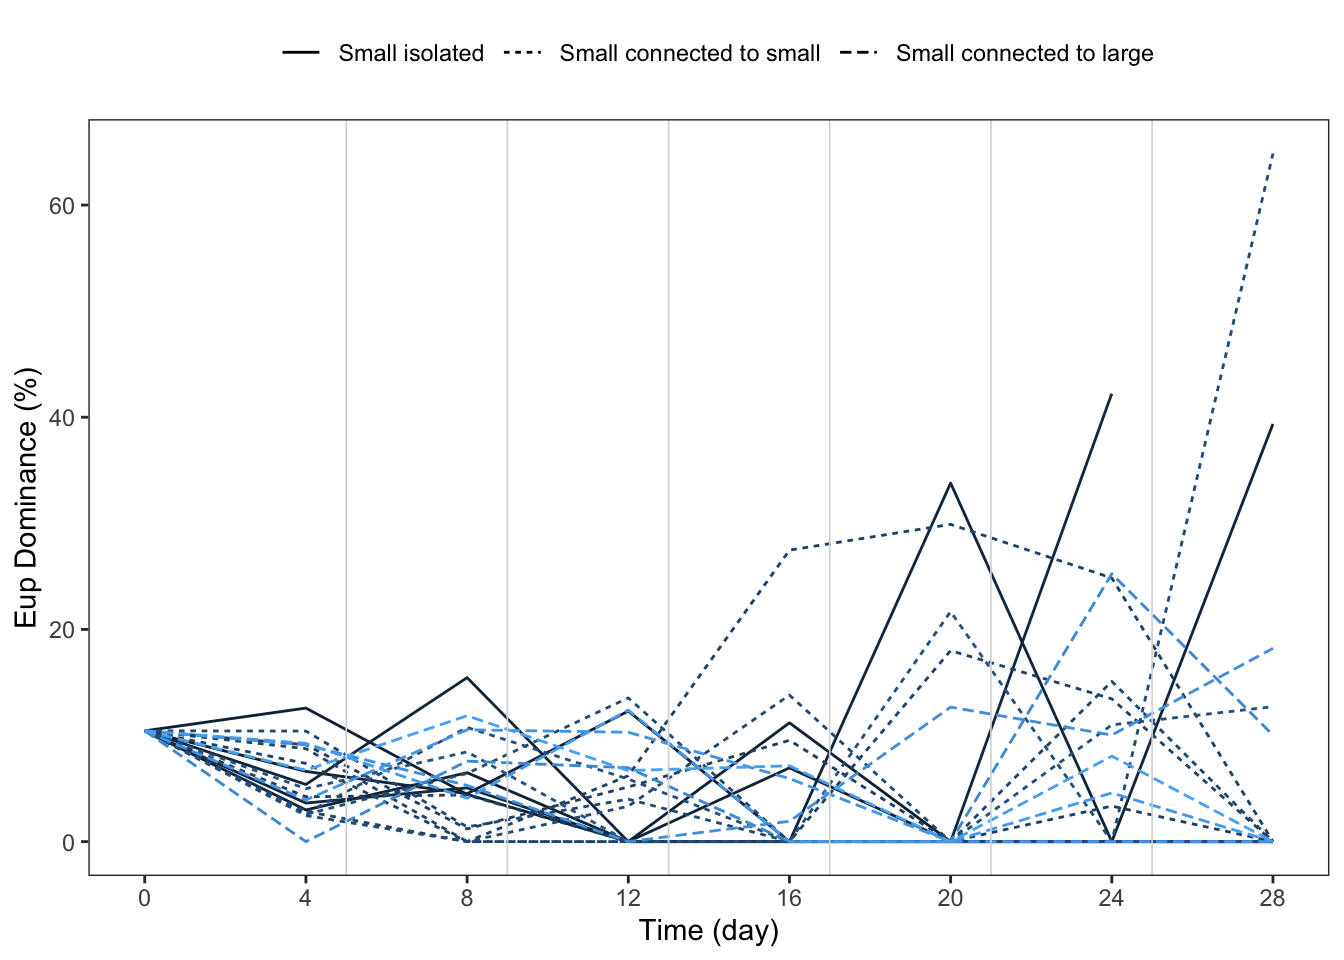 Small isolated Small connected to small Small connected to large
60
40
20
0
Eup Dominance (%)
0 4 8 12 16 20 24 28
Time (day)